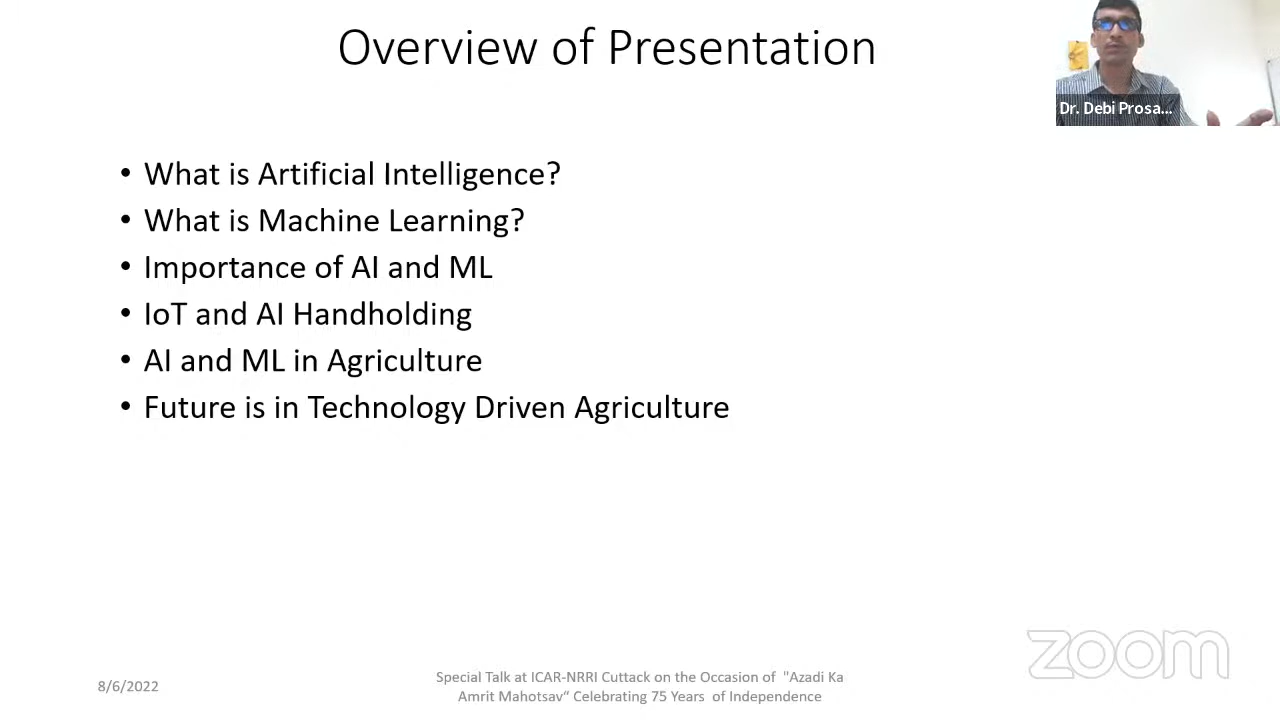 Overview of Presentation
Dr. Debi Prosa...
• What is Artificial Intelligence?
• What is Machine Learning?
• Importance of AI and ML
• IoT and AI Handholding
• AI and ML in Agriculture
• Future is in Technology Driven Agriculture
zoom
8/6/2022
Special Talk at ICAR-NRRI Cuttack on the Occasion of "Azadi Ka
Amrit Mahotsav“ Celebrating 75 Years of Independence